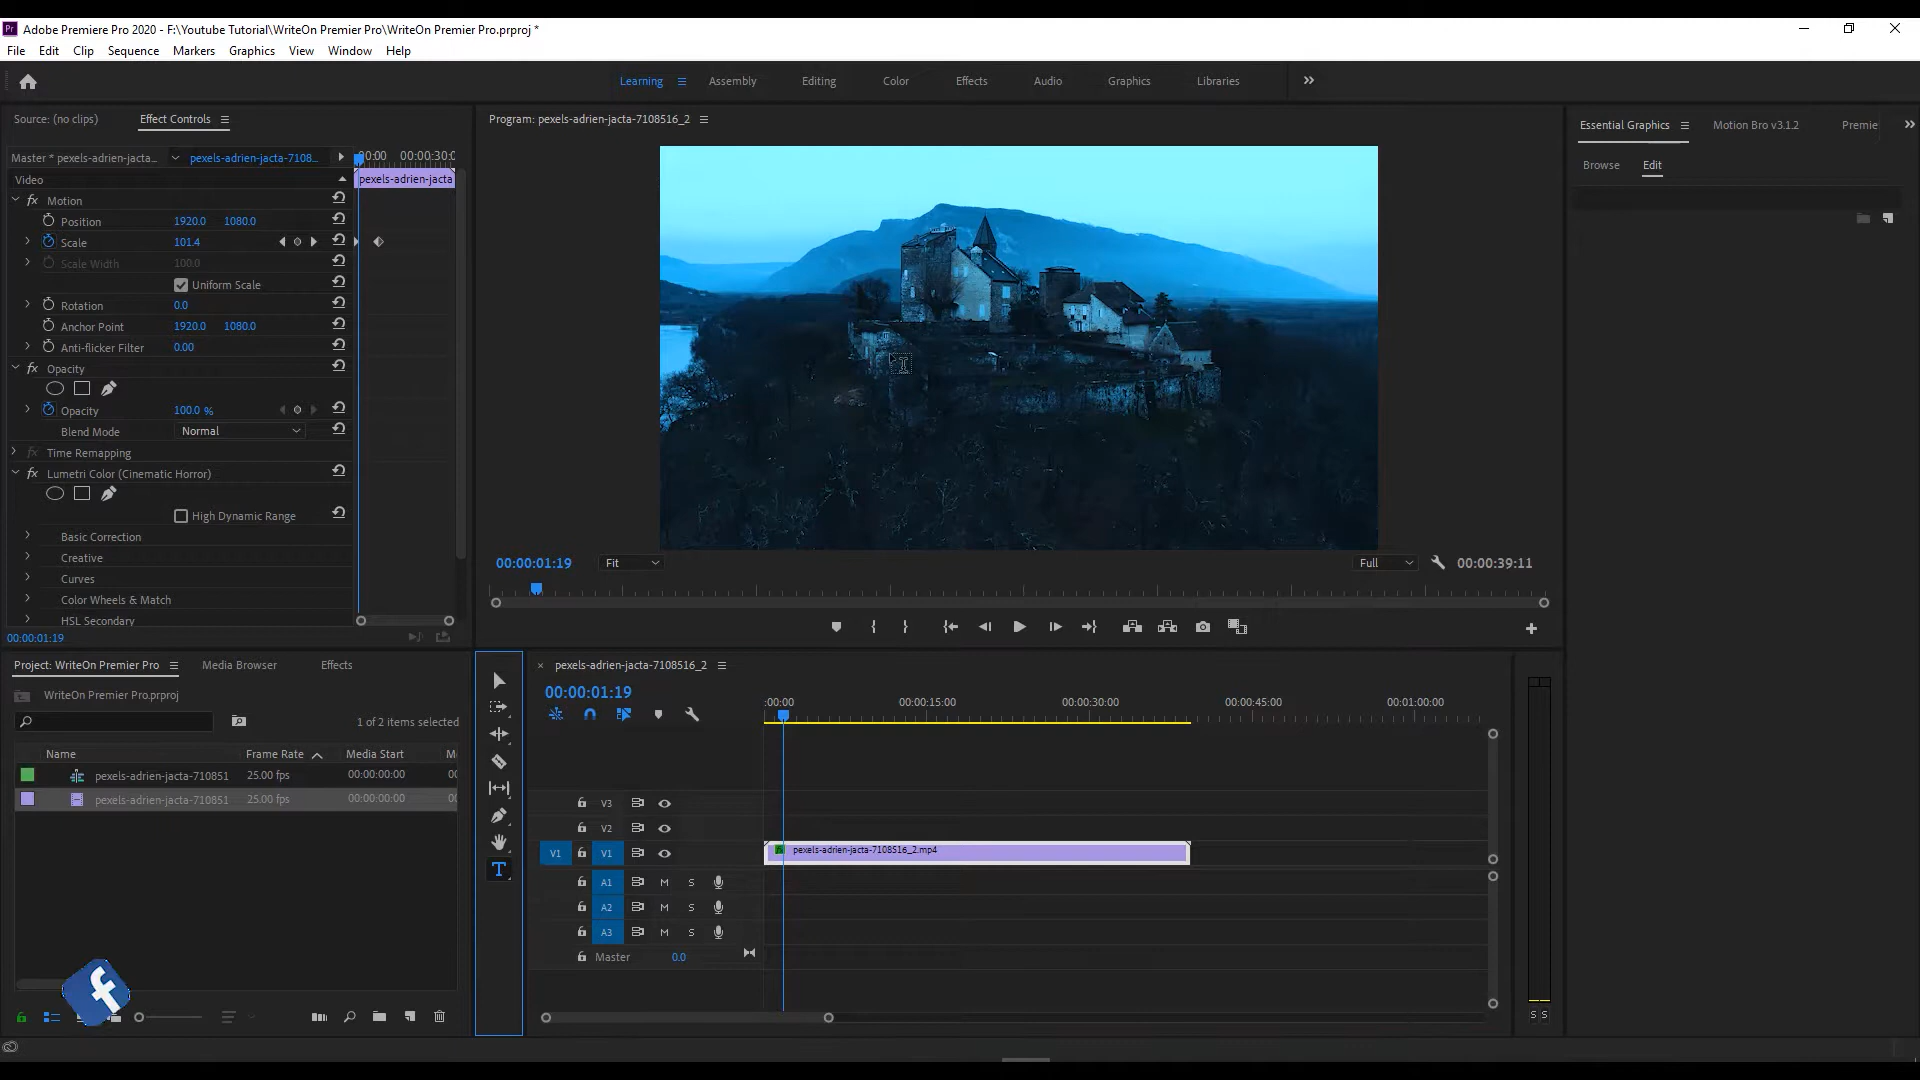 Adobe Premiere Pro 2020 - F:\Youtube Tutorial\WriteOn Premier Pro\WriteOn Premier Pro.prproj *
File Edit Clip Sequence Markers Graphics View Window Help
Learning Assembly Editing Color Effects Audio Graphics Libraries
Source: (no clips) Effect Controls
Program: pexels-adrien-jacta-7108516_2
Essential Graphics Motion Bro v3.1.2 Premie
Master * pexels-adrien-jacta... pexels-adrien-jacta-7108... :00:00 00:00:30:0
Browse Edit
Video pexels-adrien-jacta
Motion
Position 1920.0 1080.0
Scale 101.4
Scale Width 100.0
Uniform Scale
Rotation 0.0
Anchor Point 1920.0 1080.0
Anti-flicker Filter 0.00
Opacity
Opacity 100.0 %
Blend Mode Normal
Time Remapping
Lumetri Color (Cinematic Horror)
High Dynamic Range
Basic Correction
Creative
Curves
Color Wheels & Match
HSL Secondary
00:00:01:19
00:00:01:19 Fit Full 00:00:39:11
Project: WriteOn Premier Pro Media Browser Effects
WriteOn Premier Pro.prproj
1 of 2 items selected
Name Frame Rate Media Start M
pexels-adrien-jacta-710851 25.00 fps 00:00:00:00 00
pexels-adrien-jacta-710851 25.00 fps 00:00:00:00 00
pexels-adrien-jacta-7108516_2
00:00:01:19
:00:00 00:00:15:00 00:00:30:00 00:00:45:00 00:01:00:00
V3
V2
V1 V1 pexels-adrien-jacta-7108516_2.mp4
A1 M S
A2 M S
A3 M S
Master 0.0
S S